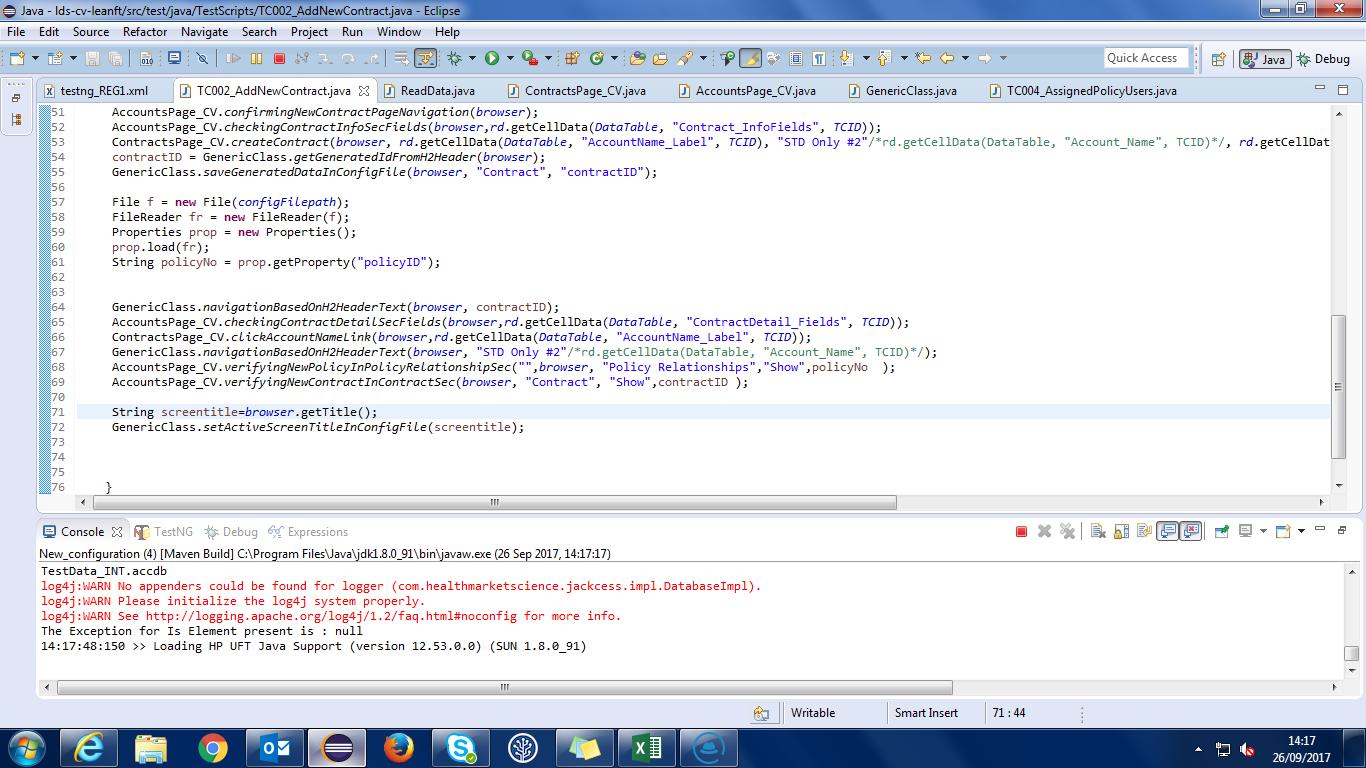 Java - lds-cv-leanft/src/test/java/TestScripts/TC002_AddNewContract.java - Eclipse
File Edit Source Refactor Navigate Search Project Run Window Help
Quick Access Java Debug
testng_REG1.xml TC002_AddNewContract.java ReadData.java ContractsPage_CV.java AccountsPage_CV.java GenericClass.java TC004_AssignedPolicyUsers.java
51 AccountsPage_CV.confirmingNewContractPageNavigation(browser);
52 AccountsPage_CV.checkingContractInfoSecFields(browser,rd.getCellData(DataTable, "Contract_InfoFields", TCID));
53 ContractsPage_CV.createContract(browser, rd.getCellData(DataTable, "AccountName_Label", TCID), "STD Only #2"/*rd.getCellData(DataTable, "Account_Name", TCID)*/, rd.getCellDat
54 contractID = GenericClass.getGeneratedIdFromH2Header(browser);
55 GenericClass.saveGeneratedDataInConfigFile(browser, "Contract", "contractID");
56
57 File f = new File(configFilepath);
58 FileReader fr = new FileReader(f);
59 Properties prop = new Properties();
60 prop.load(fr);
61 String policyNo = prop.getProperty("policyID");
62
63
64 GenericClass.navigationBasedOnH2HeaderText(browser, contractID);
65 AccountsPage_CV.checkingContractDetailSecFields(browser,rd.getCellData(DataTable, "ContractDetail_Fields", TCID));
66 ContractsPage_CV.clickAccountNameLink(browser,rd.getCellData(DataTable, "AccountName_Label", TCID));
67 GenericClass.navigationBasedOnH2HeaderText(browser, "STD Only #2"/*rd.getCellData(DataTable, "Account_Name", TCID)*/);
68 AccountsPage_CV.verifyingNewPolicyInPolicyRelationshipSec("",browser, "Policy Relationships","Show",policyNo );
69 AccountsPage_CV.verifyingNewContractInContractSec(browser, "Contract", "Show",contractID );
70
71 String screentitle=browser.getTitle();
72 GenericClass.setActiveScreenTitleInConfigFile(screentitle);
73
74
75
76 }
Console TestNG Debug Expressions
New_configuration (4) [Maven Build] C:\Program Files\Java\jdk1.8.0_91\bin\javaw.exe (26 Sep 2017, 14:17:17)
TestData_INT.accdb
log4j:WARN No appenders could be found for logger (com.healthmarketscience.jackcess.impl.DatabaseImpl).
log4j:WARN Please initialize the log4j system properly.
log4j:WARN See http://logging.apache.org/log4j/1.2/faq.html#noconfig for more info.
The Exception for Is Element present is : null
14:17:48:150 >> Loading HP UFT Java Support (version 12.53.0.0) (SUN 1.8.0_91)
Writable Smart Insert 71 : 44
14:17
26/09/2017